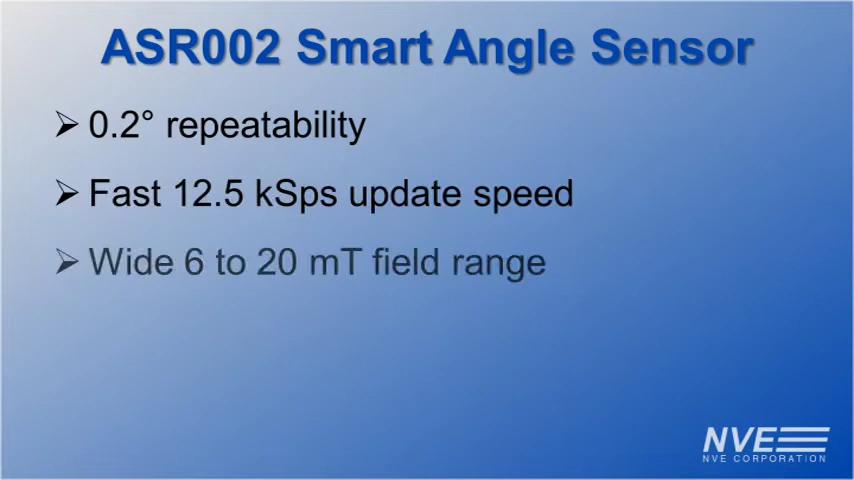 ASR002 Smart Angle Sensor
➢ 0.2° repeatability
➢ Fast 12.5 kSps update speed
➢ Wide 6 to 20 mT field range
NVE
NVE CORPORATION